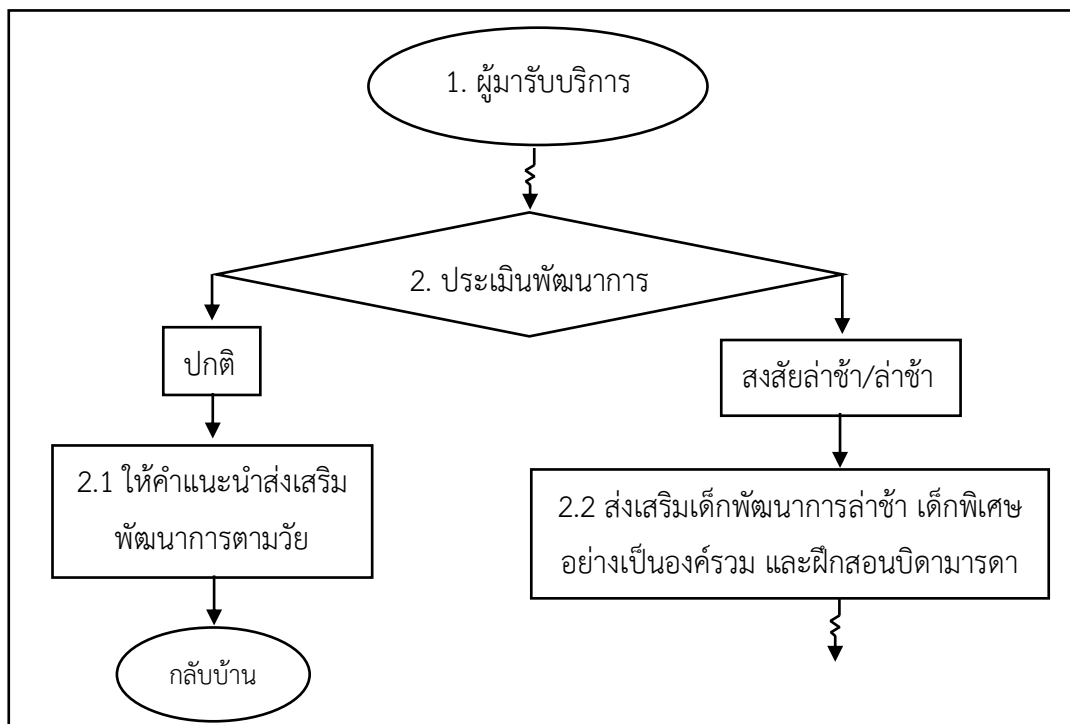 1. ผู้มารับบริการ
2. ประเมินพัฒนาการ
ปกติ
สงสัยล่าช้า/ล่าช้า
2.1 ให้คำแนะนำส่งเสริม
พัฒนาการตามวัย
2.2 ส่งเสริมเด็กพัฒนาการล่าช้า เด็กพิเศษ
อย่างเป็นองค์รวม และฝึกสอนบิดามารดา
กลับบ้าน